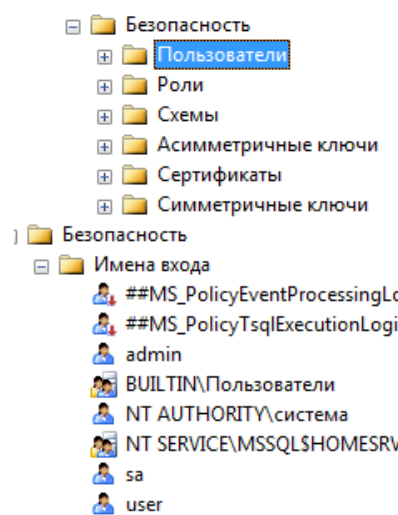 Безопасность
Пользователи
Роли
Схемы
Асимметричные ключи
Сертификаты
Симметричные ключи
Безопасность
Имена входа
##MS_PolicyEventProcessingLo
##MS_PolicyTsqlExecutionLogi
admin
BUILTIN\Пользователи
NT AUTHORITY\система
NT SERVICE\MSSQL$HOMESRV
sa
user